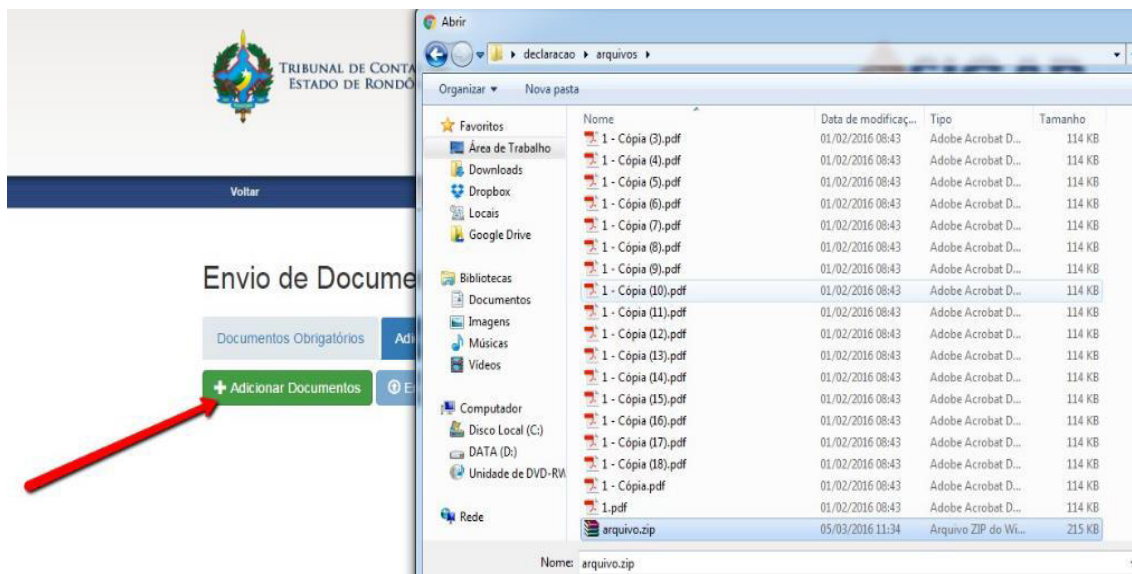 TRIBUNAL DE CONTA
ESTADO DE RONDÔ
Voltar
Envio de Docume
Documentos Obrigatórios
Adi
Adicionar Documentos
E
Abrir
declaracao
arquivos
Organizar
Nova pasta
Favoritos
Área de Trabalho
Downloads
Dropbox
Locais
Google Drive
Bibliotecas
Documentos
Imagens
Músicas
Vídeos
Computador
Disco Local (C:)
DATA (D:)
Unidade de DVD-RW
Rede
Nome Data de modificaç... Tipo Tamanho
1 - Cópia (3).pdf 01/02/2016 08:43 Adobe Acrobat D... 114 KB
1 - Cópia (4).pdf 01/02/2016 08:43 Adobe Acrobat D... 114 KB
1 - Cópia (5).pdf 01/02/2016 08:43 Adobe Acrobat D... 114 KB
1 - Cópia (6).pdf 01/02/2016 08:43 Adobe Acrobat D... 114 KB
1 - Cópia (7).pdf 01/02/2016 08:43 Adobe Acrobat D... 114 KB
1 - Cópia (8).pdf 01/02/2016 08:43 Adobe Acrobat D... 114 KB
1 - Cópia (9).pdf 01/02/2016 08:43 Adobe Acrobat D... 114 KB
1 - Cópia (10).pdf 01/02/2016 08:43 Adobe Acrobat D... 114 KB
1 - Cópia (11).pdf 01/02/2016 08:43 Adobe Acrobat D... 114 KB
1 - Cópia (12).pdf 01/02/2016 08:43 Adobe Acrobat D... 114 KB
1 - Cópia (13).pdf 01/02/2016 08:43 Adobe Acrobat D... 114 KB
1 - Cópia (14).pdf 01/02/2016 08:43 Adobe Acrobat D... 114 KB
1 - Cópia (15).pdf 01/02/2016 08:43 Adobe Acrobat D... 114 KB
1 - Cópia (16).pdf 01/02/2016 08:43 Adobe Acrobat D... 114 KB
1 - Cópia (17).pdf 01/02/2016 08:43 Adobe Acrobat D... 114 KB
1 - Cópia (18).pdf 01/02/2016 08:43 Adobe Acrobat D... 114 KB
1 - Cópia.pdf 01/02/2016 08:43 Adobe Acrobat D... 114 KB
1.pdf 01/02/2016 08:43 Adobe Acrobat D... 114 KB
arquivo.zip 05/03/2016 11:34 Arquivo ZIP do Wi... 215 KB
Nome: arquivo.zip